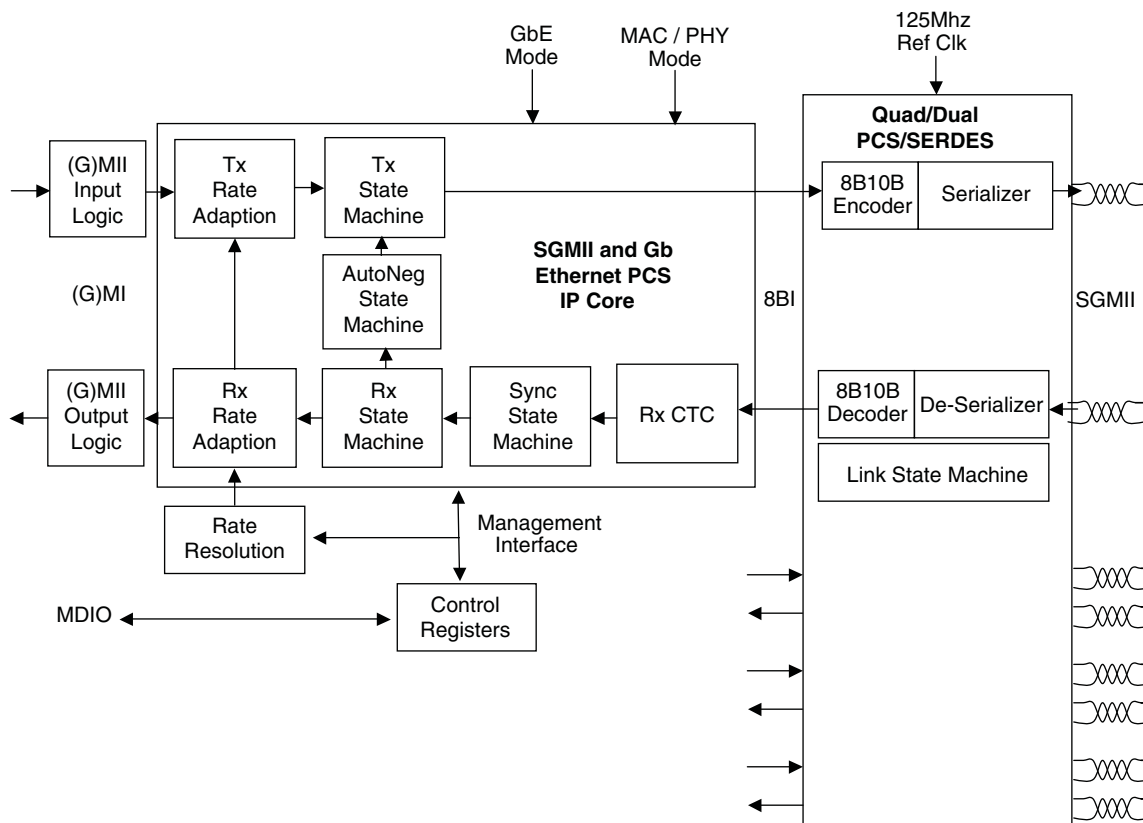 GbE
Mode
MAC / PHY
Mode
125Mhz
Ref Clk
Quad/Dual
PCS/SERDES
(G)MII
Input
Logic
Tx
Rate
Adaption
Tx
State
Machine
8B10B
Encoder
Serializer
(G)MI
AutoNeg
State
Machine
SGMII and Gb
Ethernet PCS
IP Core
8BI
SGMII
(G)MII
Output
Logic
Rx
Rate
Adaption
Rx
State
Machine
Sync
State
Machine
Rx CTC
8B10B
Decoder
De-Serializer
Link State Machine
Rate
Resolution
Management
Interface
MDIO
Control
Registers